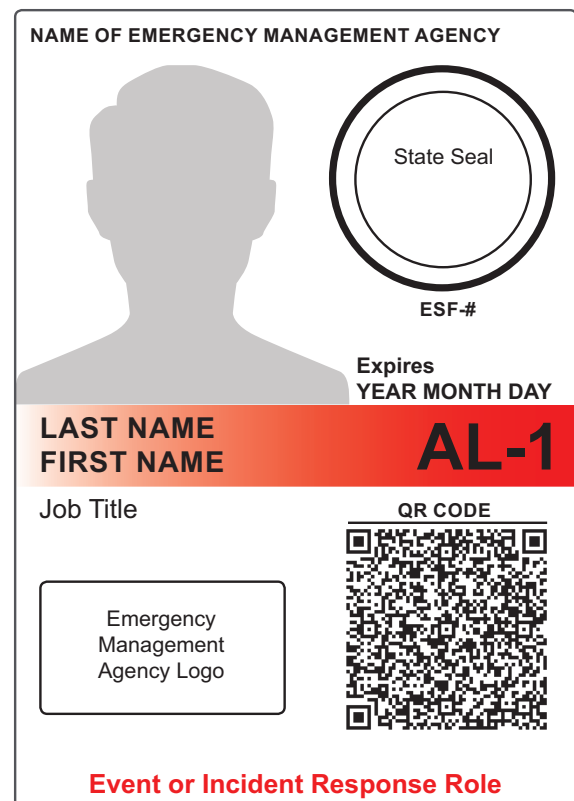 NAME OF EMERGENCY MANAGEMENT AGENCY
State Seal
ESF-#
Expires
YEAR MONTH DAY
LAST NAME
FIRST NAME
AL-1
Job Title
QR CODE
Emergency
Management
Agency Logo
Event or Incident Response Role